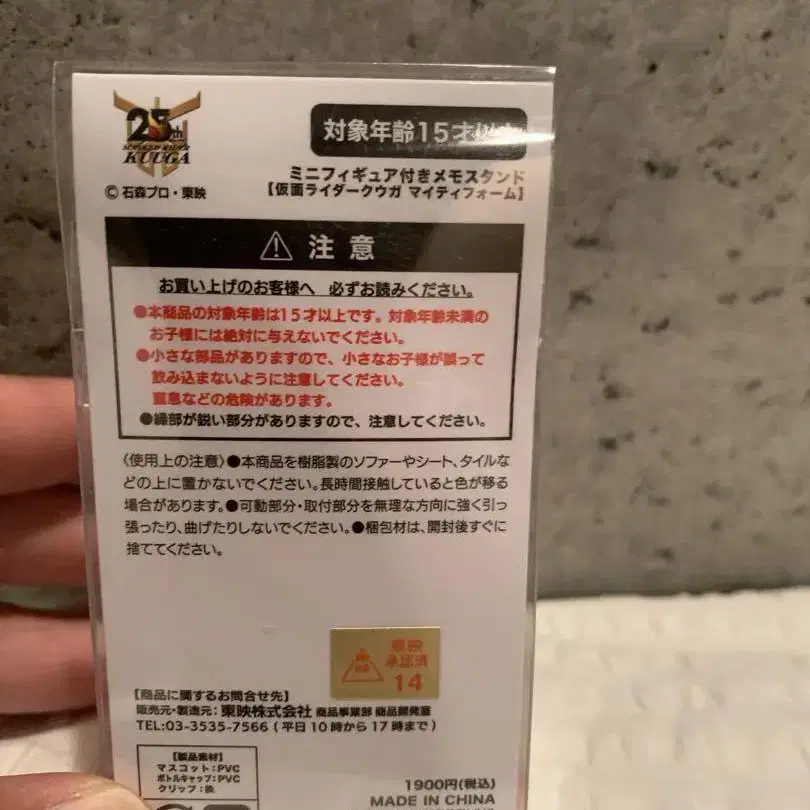 25th
KUUGA
© 石森プロ・東映
対象年齢15才以
ミニフィギュア付きメモスタンド
【仮面ライダークウガ マイティフォーム】
注意
お買い上げのお客様へ 必ずお読みください。
●本商品の対象年齢は15才以上です。対象年齢未満の
お子様には絶対に与えないでください。
●小さな部品がありますので、小さなお子様が誤って
飲み込まないように注意してください。
窒息などの危険があります。
●縁部が鋭い部分がありますので、注意してください。
〈使用上の注意〉●本商品を樹脂製のソファーやシート、タイルな
どの上に置かないでください。長時間接触していると色が移る
場合があります。●可動部分・取付部分を無理な方向に強く引っ
張ったり、曲げたりしないでください。●梱包材は、開封後すぐに
捨ててください。
東映
承認済
14
【商品に関するお問合せ先】
販売元・製造元：東映株式会社 商品事業部 商品開発室
TEL:03-3535-7566（平日10時から17時まで）
【製品素材】
マスコット：PVC
ボトルキャップ：PVC
クリップ：鉄
1900円(税込)
MADE IN CHINA